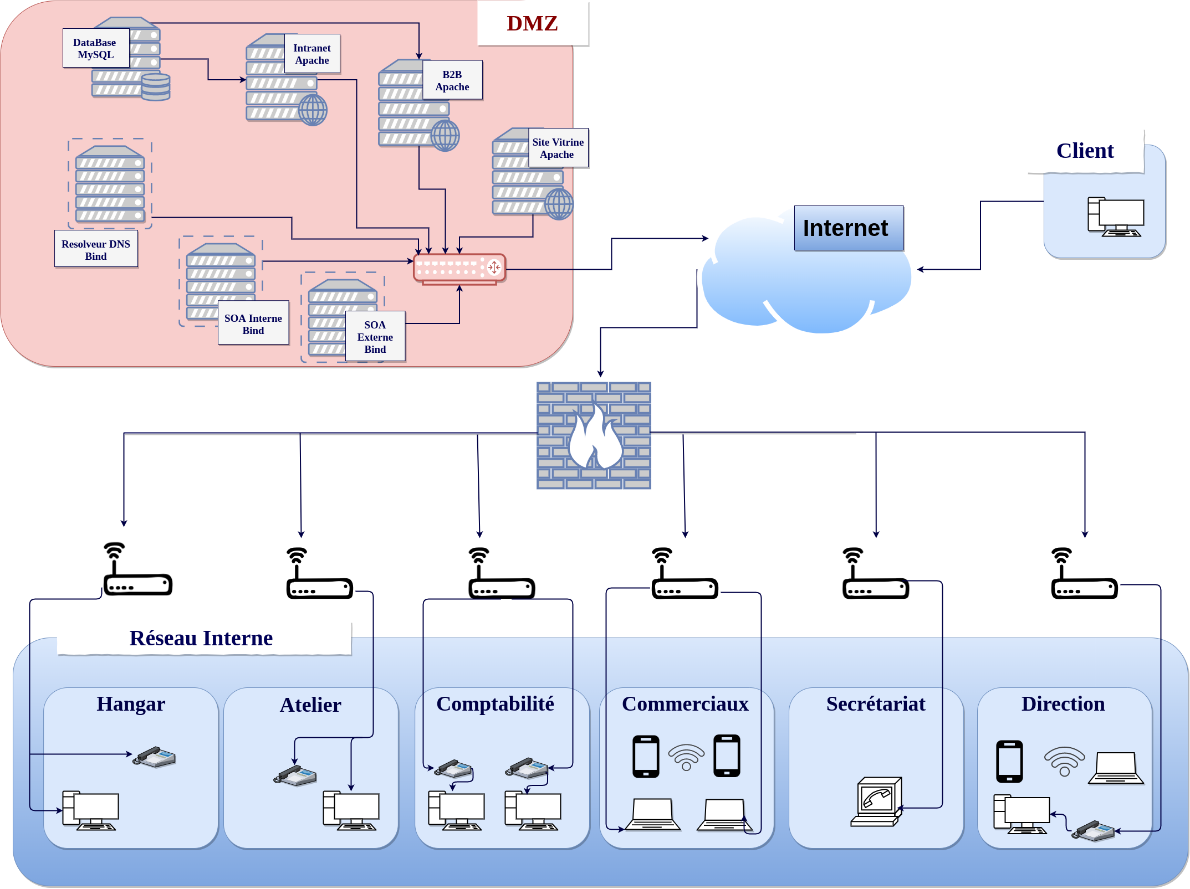 DMZ
DataBase
MySQL
Intranet
Apache
B2B
Apache
Site Vitrine
Apache
Client
Internet
Resolveur DNS
Bind
SOA Interne
Bind
SOA
Externe
Bind
Réseau Interne
Hangar
Atelier
Comptabilité
Commerciaux
Secrétariat
Direction